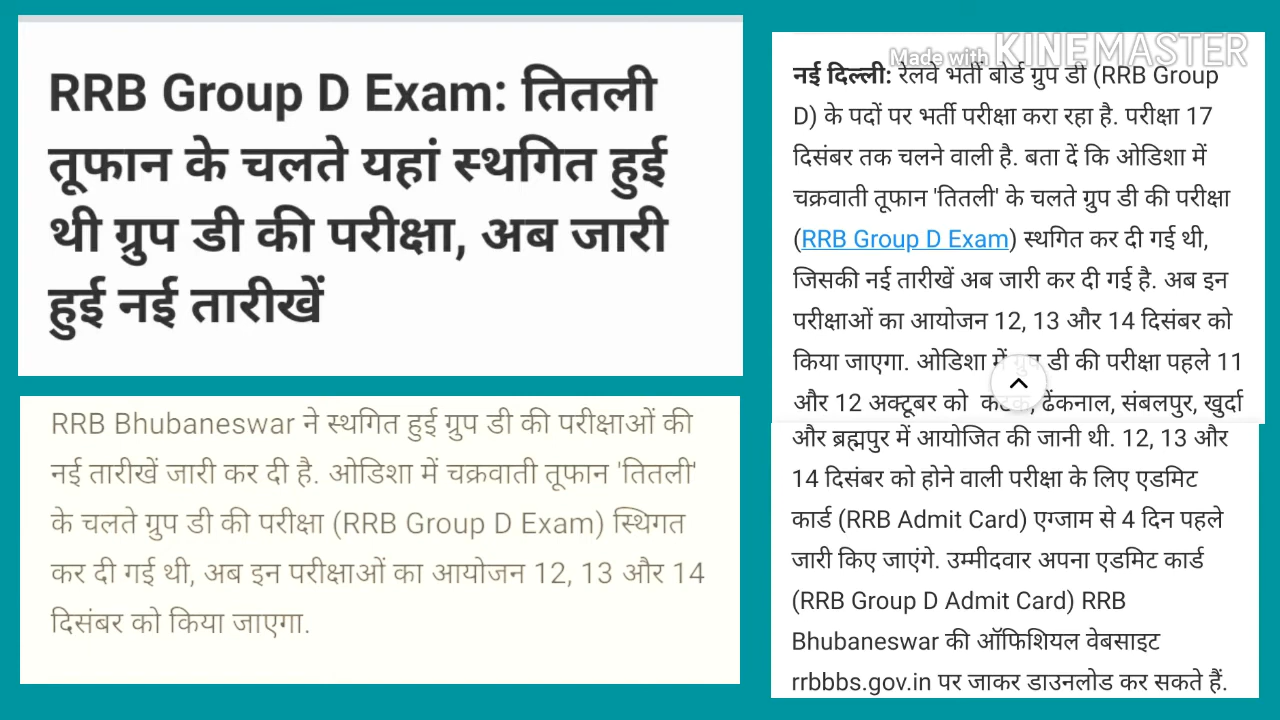 RRB Group D Exam: तितली
तूफान के चलते यहां स्थगित हुई
थी ग्रुप डी की परीक्षा, अब जारी
हुई नई तारीखें
RRB Bhubaneswar ने स्थगित हुई ग्रुप डी की परीक्षाओं की
नई तारीखें जारी कर दी है. ओडिशा में चक्रवाती तूफान 'तितली'
के चलते ग्रुप डी की परीक्षा (RRB Group D Exam) स्थिगत
कर दी गई थी, अब इन परीक्षाओं का आयोजन 12, 13 और 14
दिसंबर को किया जाएगा.
Made with KINEMASTER
नई दिल्ली: रेलवे भर्ती बोर्ड ग्रुप डी (RRB Group
D) के पदों पर भर्ती परीक्षा करा रहा है. परीक्षा 17
दिसंबर तक चलने वाली है. बता दें कि ओडिशा में
चक्रवाती तूफान 'तितली' के चलते ग्रुप डी की परीक्षा
(RRB Group D Exam) स्थगित कर दी गई थी,
जिसकी नई तारीखें अब जारी कर दी गई है. अब इन
परीक्षाओं का आयोजन 12, 13 और 14 दिसंबर को
किया जाएगा. ओडिशा में डी की परीक्षा पहले 11
और 12 अक्टूबर को ढेंकनाल, संबलपुर, खुर्दा
और ब्रह्मपुर में आयोजित की जानी थी. 12, 13 और
14 दिसंबर को होने वाली परीक्षा के लिए एडमिट
कार्ड (RRB Admit Card) एग्जाम से 4 दिन पहले
जारी किए जाएंगे. उम्मीदवार अपना एडमिट कार्ड
(RRB Group D Admit Card) RRB
Bhubaneswar की ऑफिशियल वेबसाइट
rrbbbs.gov.in पर जाकर डाउनलोड कर सकते हैं.